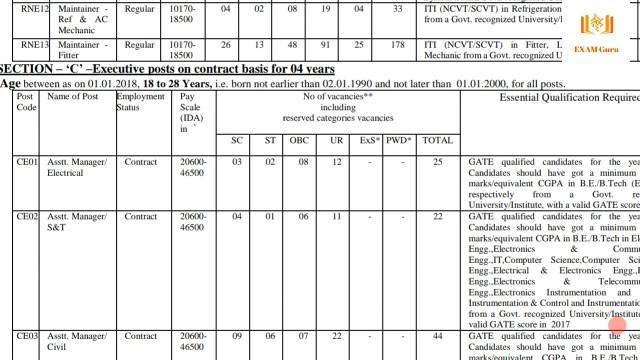 RNE12 Maintainer - Ref & AC Mechanic Regular 10170-18500 04 02 08 19 04 33 ITI (NCVT/SCVT) in Refrigeration from a Govt. recognized University/
RNE13 Maintainer - Fitter Regular 10170-18500 26 13 48 91 25 178 ITI (NCVT/SCVT) in Fitter, Mechanic from a Govt. recognized
EXAM Guru
SECTION – ‘C’ –Executive posts on contract basis for 04 years
Age between as on 01.01.2018, 18 to 28 Years, i.e. born not earlier than 02.01.1990 and not later than 01.01.2000, for all posts.
Post Code Name of Post Employment Status Pay Scale (IDA) in ` No of vacancies** including reserved categories vacancies Essential Qualification Required
SC ST OBC UR ExS* PWD* TOTAL
CE01 Asstt. Manager/ Electrical Contract 20600-46500 03 02 08 12 - - 25
GATE qualified candidates for the
Candidates should have got a minimum
marks/equivalent CGPA in B.E./B.Tech
respectively from a Govt.
University/Institute, with a valid GATE score
CE02 Asstt. Manager/ S&T Contract 20600-46500 04 01 06 11 - - 22
GATE qualified candidates for the
Candidates should have got a minimum
marks/equivalent CGPA in B.E./B.Tech in
Engg.,Electronics &
Engg.,IT,Computer Science,Computer
Engg.,Electrical & Electronics Engg.,
Engg.,Electronics &
Engg.,Electronics Instrumentation and
Instrumentation & Control and
from a Govt. recognized
valid GATE score in 2017
CE03 Asstt. Manager/ Civil Contract 20600-46500 09 06 07 22 - - 44
GATE qualified candidates for the
Candidates should have got a minimum
marks/equivalent CGPA in B.E./B.Tech